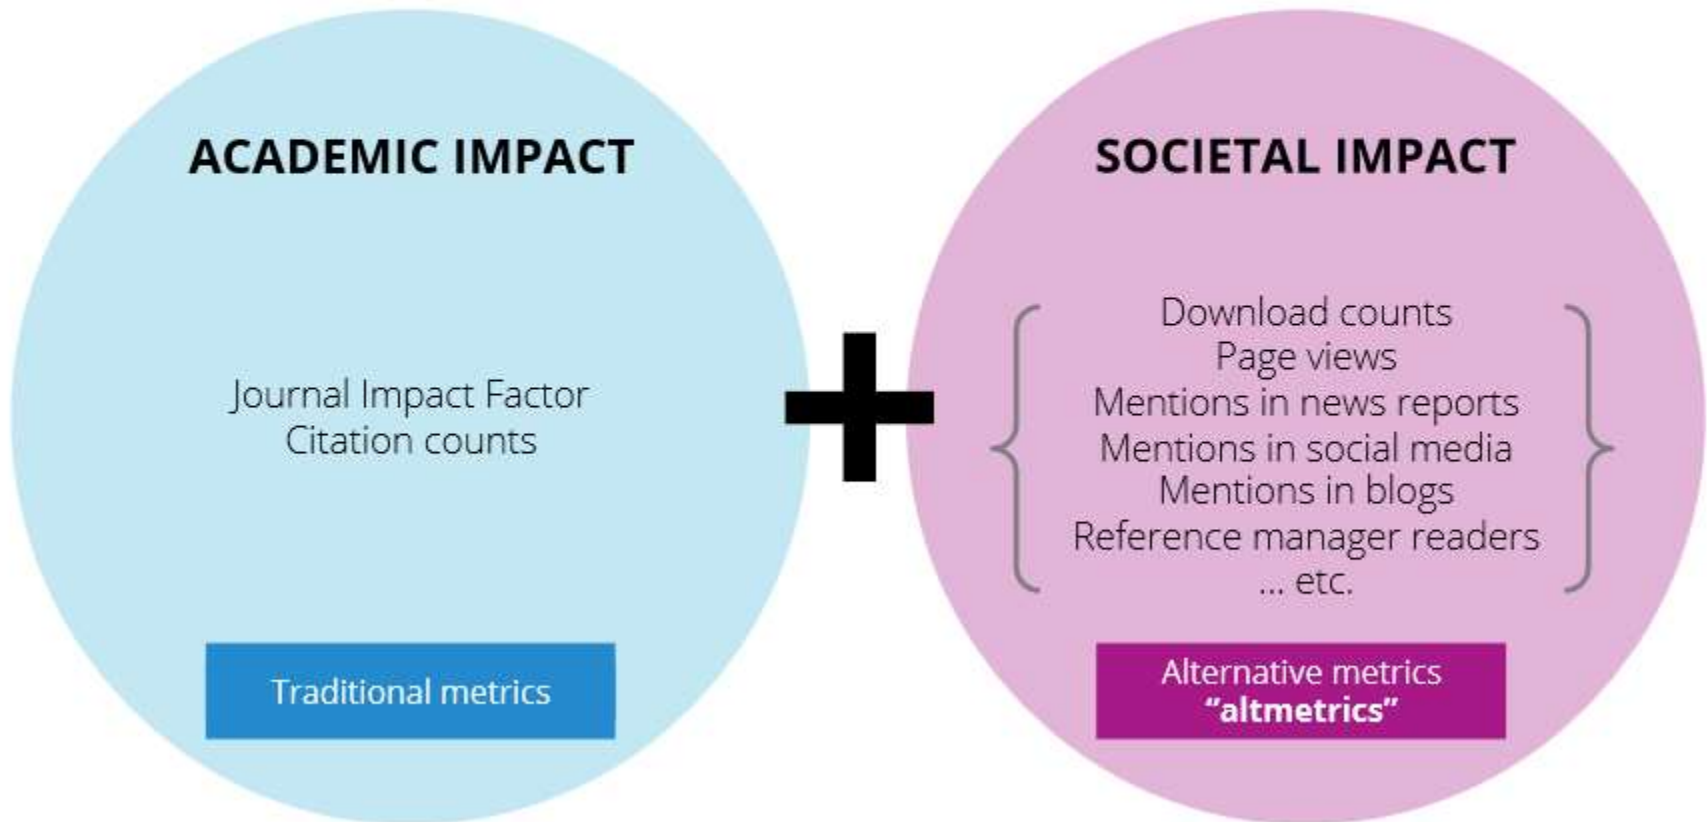 ACADEMIC IMPACT
Journal Impact Factor
Citation counts
Traditional metrics
SOCIETAL IMPACT
Download counts
Page views
Mentions in news reports
Mentions in social media
Mentions in blogs
Reference manager readers
... etc.
Alternative metrics
“altmetrics”